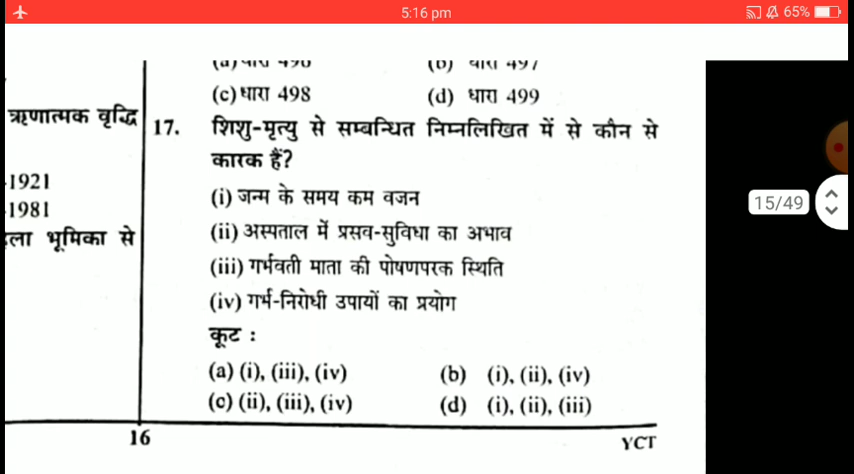 5:16 pm
65%
(c) धारा 498 (d) धारा 499
ऋणात्मक वृद्धि
17. शिशु-मृत्यु से सम्बन्धित निम्नलिखित में से कौन से
कारक हैं?
1921
1981
(i) जन्म के समय कम वजन
भूमिका से
(ii) अस्पताल में प्रसव-सुविधा का अभाव
(iii) गर्भवती माता की पोषणपरक स्थिति
(iv) गर्भ-निरोधी उपायों का प्रयोग
कूट :
(a) (i), (iii), (iv) (b) (i), (ii), (iv)
(c) (ii), (iii), (iv) (d) (i), (ii), (iii)
16
YCT
15/49